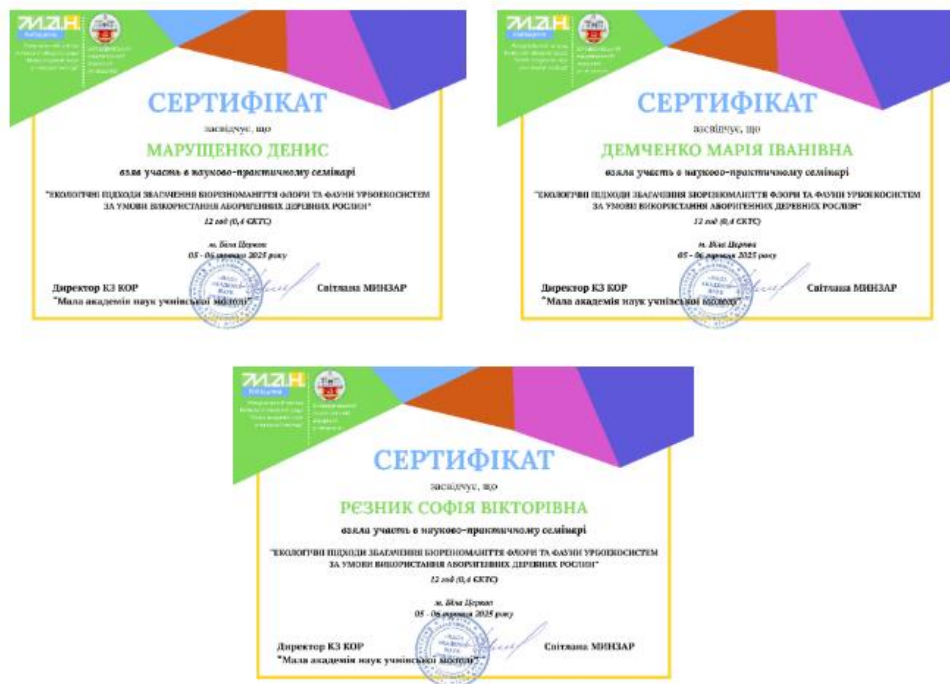 СЕРТИФІКАТ
засвідчує, що
МАРУЩЕНКО ДЕНИС
взяв участь в науково-практичному семінарі
"ЕКОЛОГІЧНІ ПІДХОДИ ЗБАГАЧЕННЯ БІОРІЗНОМАНІТТЯ ФЛОРИ ТА ФАУНИ УРБОЕКОСИСТЕМ
ЗА УМОВИ ВИКОРИСТАННЯ АБОРИГЕННИХ ДЕРЕВНИХ РОСЛИН"
12 год (0,4 ЄКТС)
м. Біла Церква
05 - 06 травня 2025 року
Директор КЗ КОР Світлана МИНЗАР
"Мала академія наук учнівської молоді"
СЕРТИФІКАТ
засвідчує, що
ДЕМЧЕНКО МАРІЯ ІВАНІВНА
взяла участь в науково-практичному семінарі
"ЕКОЛОГІЧНІ ПІДХОДИ ЗБАГАЧЕННЯ БІОРІЗНОМАНІТТЯ ФЛОРИ ТА ФАУНИ УРБОЕКОСИСТЕМ
ЗА УМОВИ ВИКОРИСТАННЯ АБОРИГЕННИХ ДЕРЕВНИХ РОСЛИН"
12 год (0,4 ЄКТС)
м. Біла Церква
05 - 06 травня 2025 року
Директор КЗ КОР Світлана МИНЗАР
"Мала академія наук учнівської молоді"
СЕРТИФІКАТ
засвідчує, що
РЄЗНИК СОФІЯ ВІКТОРІВНА
взяла участь в науково-практичному семінарі
"ЕКОЛОГІЧНІ ПІДХОДИ ЗБАГАЧЕННЯ БІОРІЗНОМАНІТТЯ ФЛОРИ ТА ФАУНИ УРБОЕКОСИСТЕМ
ЗА УМОВИ ВИКОРИСТАННЯ АБОРИГЕННИХ ДЕРЕВНИХ РОСЛИН"
12 год (0,4 ЄКТС)
м. Біла Церква
05 - 06 травня 2025 року
Директор КЗ КОР Світлана МИНЗАР
"Мала академія наук учнівської молоді"